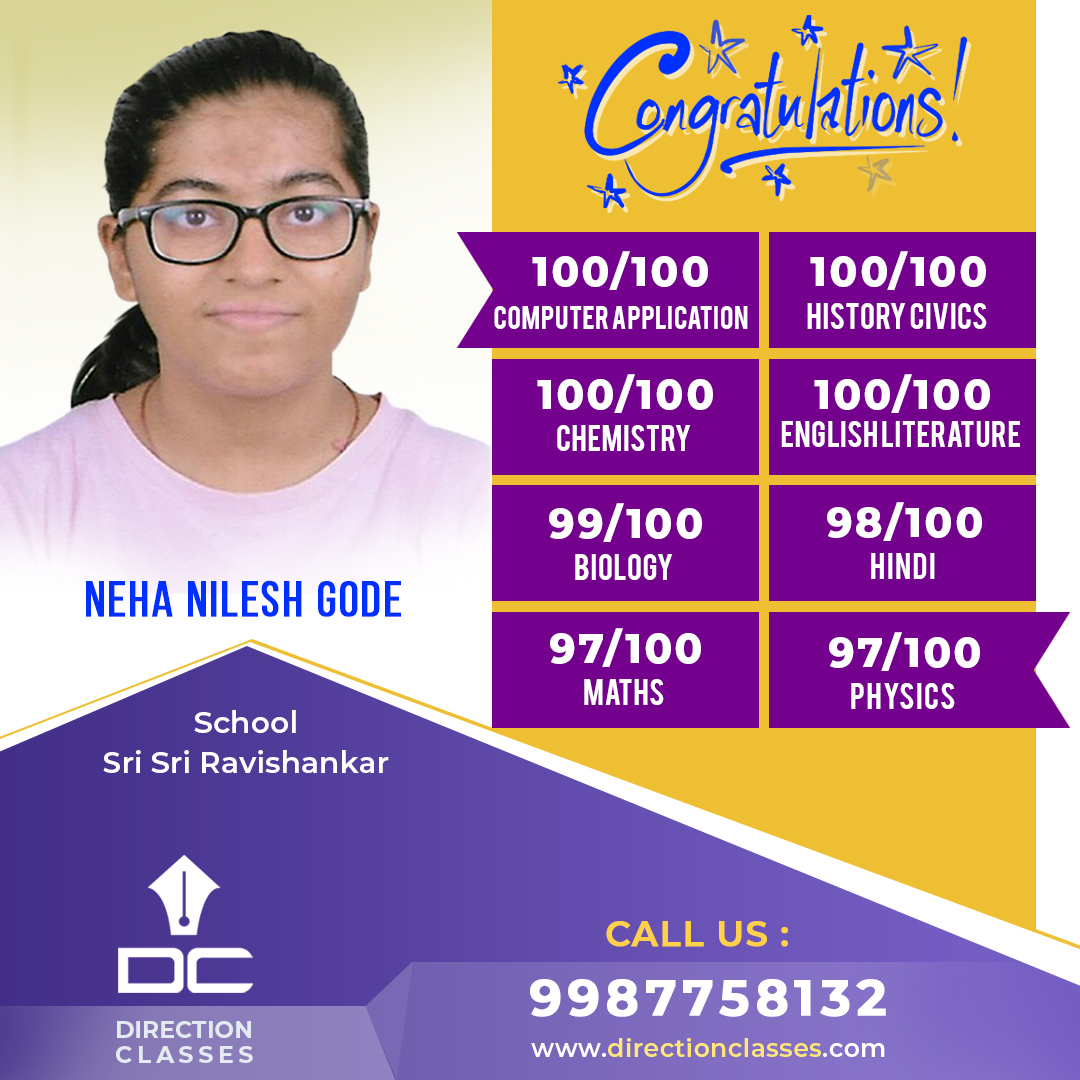 Congratulations!
100/100
COMPUTER APPLICATION
100/100
HISTORY CIVICS
100/100
CHEMISTRY
100/100
ENGLISH LITERATURE
99/100
BIOLOGY
98/100
HINDI
97/100
MATHS
97/100
PHYSICS
NEHA NILESH GODE
School
Sri Sri Ravishankar
DC
DIRECTION
CLASSES
CALL US :
9987758132
www.directionclasses.com